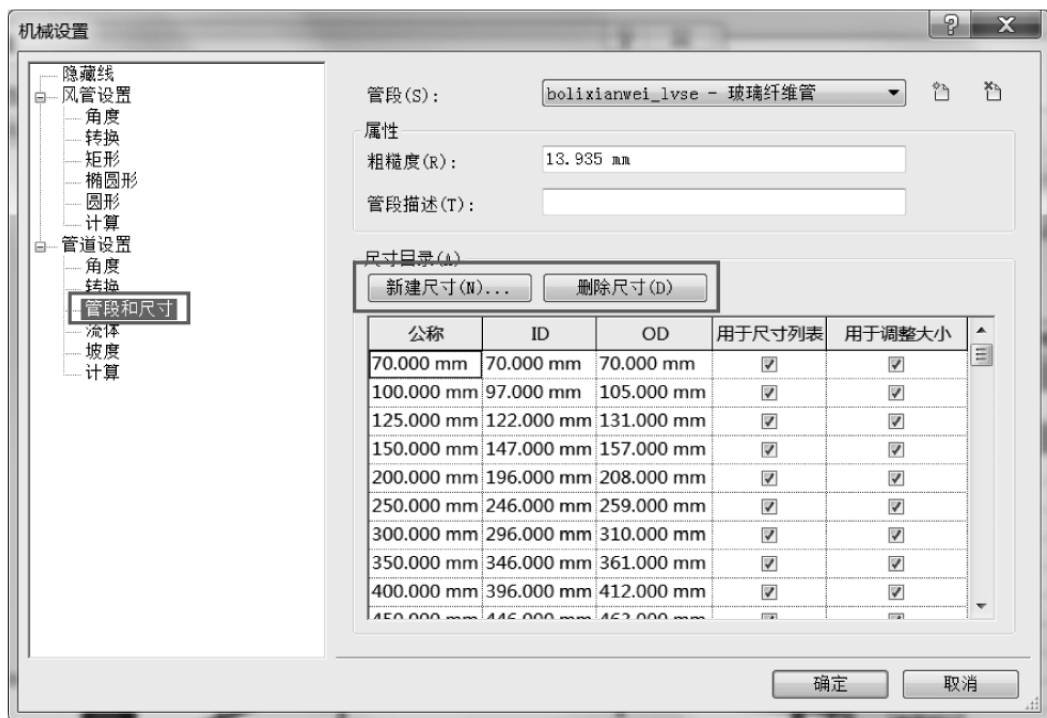 机械设置
隐藏线
风管设置
角度
转换
矩形
椭圆形
圆形
计算
管道设置
角度
转换
管段和尺寸
流体
坡度
计算
管段(S):
bolixianwei_lvse - 玻璃纤维管
属性
粗糙度(R):
13.935 mm
管段描述(T):
尺寸目录(A)
新建尺寸(N)... 删除尺寸(D)
公称 ID OD 用于尺寸列表 用于调整大小
70.000 mm 70.000 mm 70.000 mm
100.000 mm 97.000 mm 105.000 mm
125.000 mm 122.000 mm 131.000 mm
150.000 mm 147.000 mm 157.000 mm
200.000 mm 196.000 mm 208.000 mm
250.000 mm 246.000 mm 259.000 mm
300.000 mm 296.000 mm 310.000 mm
350.000 mm 346.000 mm 361.000 mm
400.000 mm 396.000 mm 412.000 mm
450.000 mm 446.000 mm 463.000 mm
确定 取消